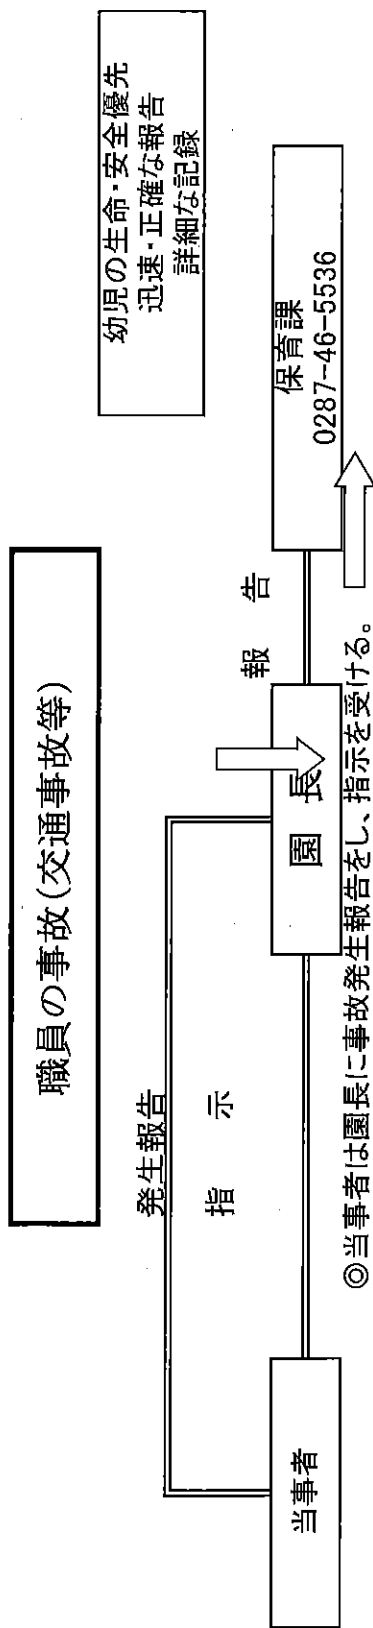 職員の事故(交通事故等)
幼児の生命・安全優先
迅速・正確な報告
詳細な記録
発生報告
指示
報告
当事者
園長
保育課
0287-46-5536
◎当事者は園長に事故発生報告をし、指示を受ける。